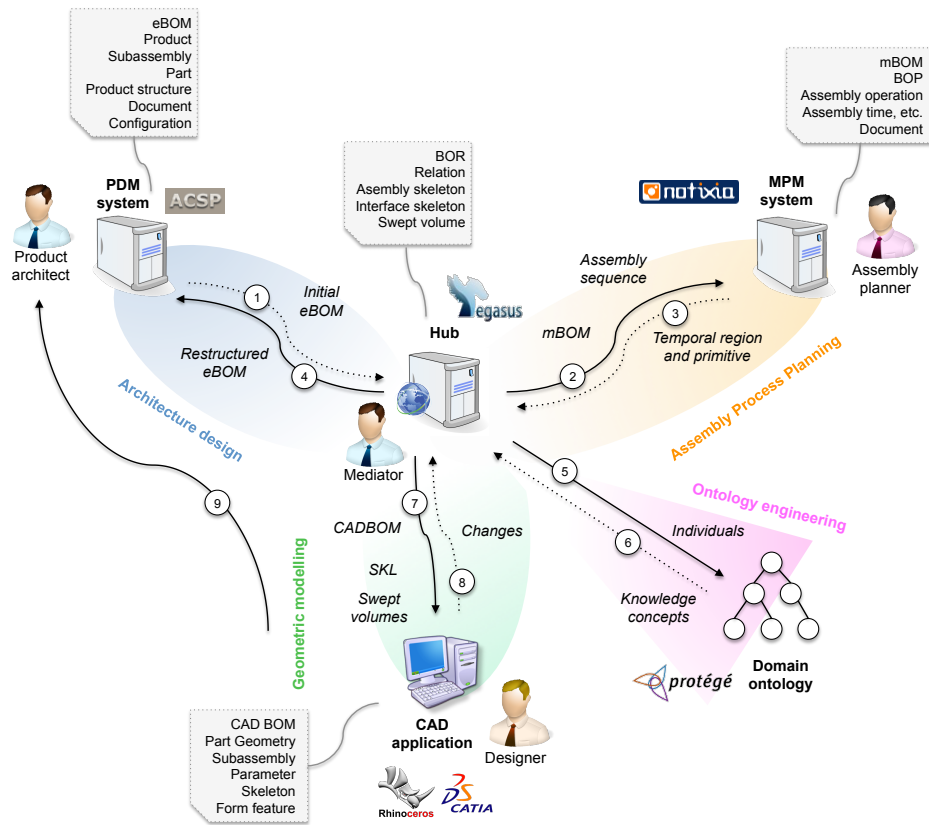 eBOM
Product
Subassembly
Part
Product structure
Document
Configuration
mBOM
BOP
Assembly operation
Assembly time, etc.
Document
BOR
Relation
Asembly skeleton
Interface skeleton
Swept volume
PDM
system
ACSP
Product
architect
notixia
MPM
system
Assembly
planner
1
Initial
eBOM
Restructured
eBOM
4
Architecture design
egasus
Hub
Mediator
Assembly
sequence
mBOM
2
3
Temporal region
and primitive
Assembly Process Planning
5
6
Ontology engineering
Individuals
Knowledge
concepts
protégé
Domain
ontology
7
CADBOM
SKL
Swept
volumes
Changes
8
9
Geometric modelling
CAD
application
Designer
Rhinoceros
DS
CATIA
CAD BOM
Part Geometry
Subassembly
Parameter
Skeleton
Form feature